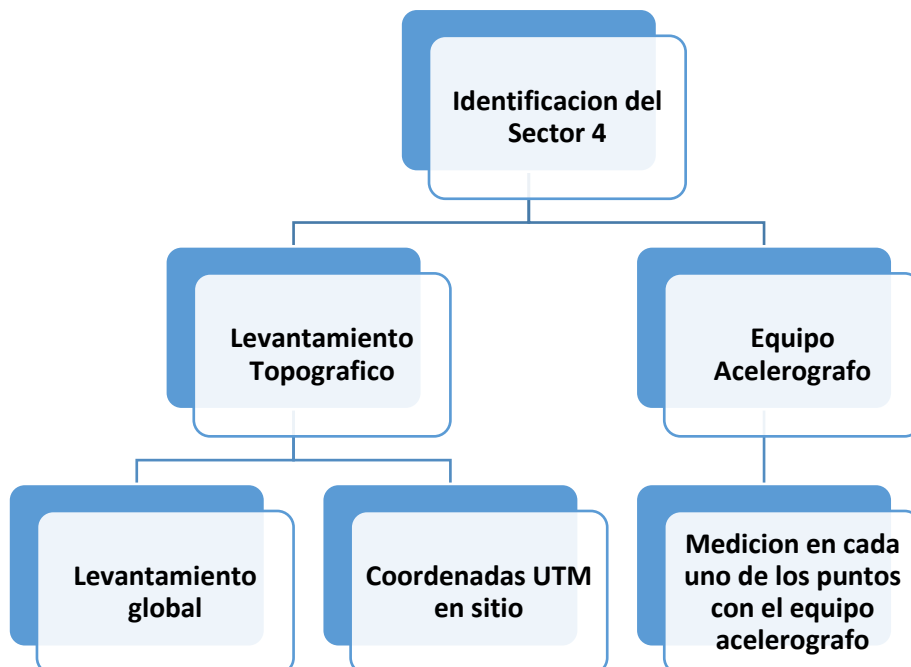 Identificacion del
Sector 4
Levantamiento
Topografico
Equipo
Acelerografo
Levantamiento
global
Coordenadas UTM
en sitio
Medicion en cada
uno de los puntos
con el equipo
acelerografo